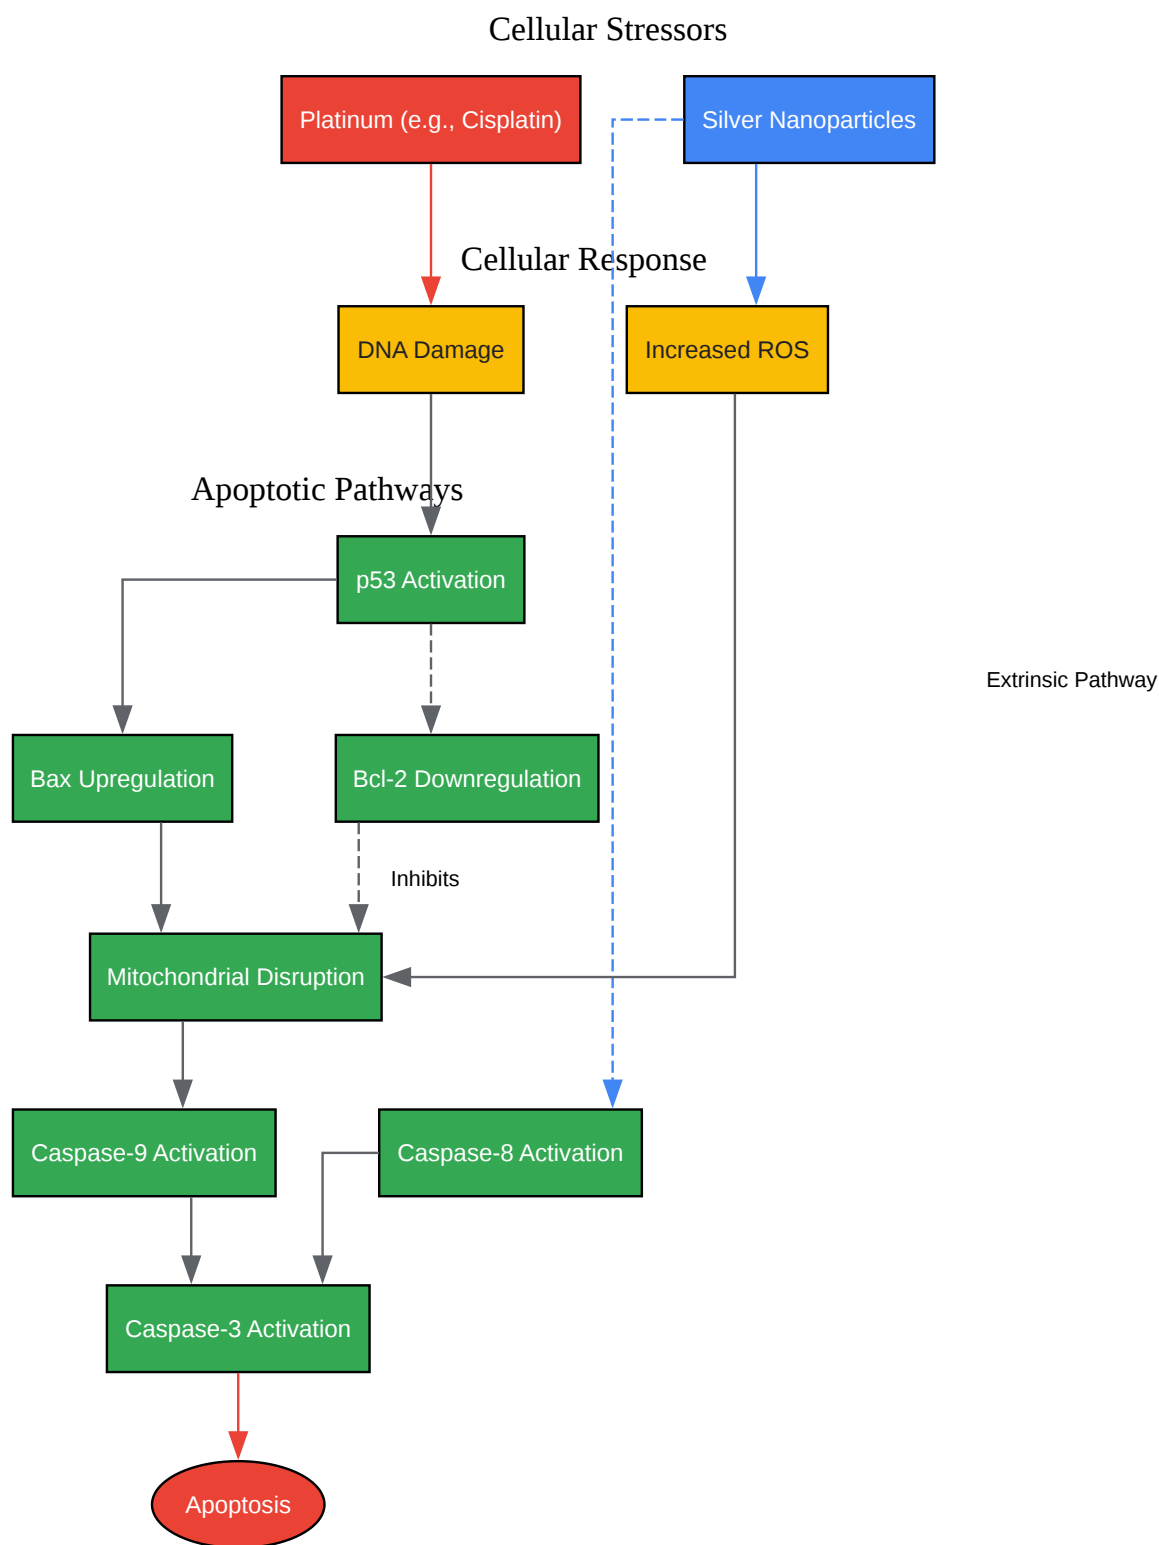 Cellular Stressors
Platinum (e.g., Cisplatin)
Silver Nanoparticles
Cellular Response
DNA Damage
Increased ROS
Apoptotic Pathways
p53 Activation
Extrinsic Pathway
Bax Upregulation
Bcl-2 Downregulation
Inhibits
Mitochondrial Disruption
Caspase-9 Activation
Caspase-8 Activation
Caspase-3 Activation
Apoptosis